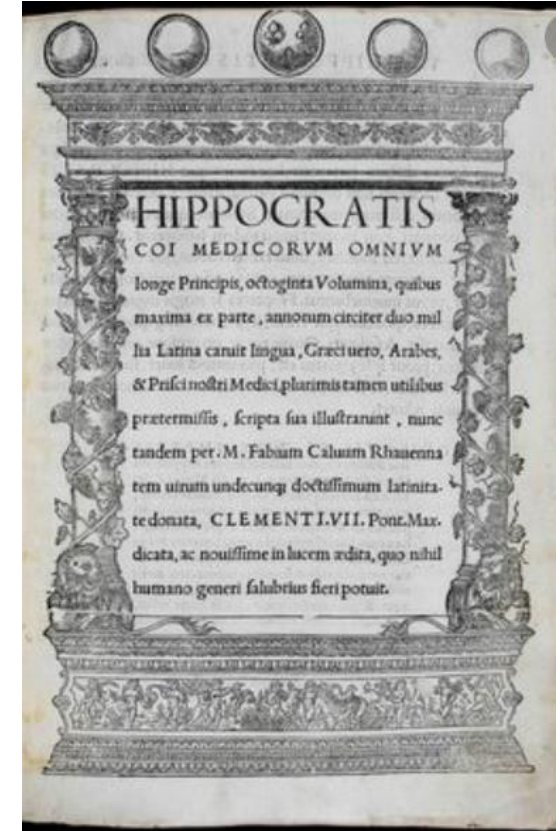 HIPPOCRATIS
COI MEDICORVM OMNIVM
longe Principis, octoginta Volumina, quibus
maxima ex parte, annorum circiter duo mil
lia Latina caruit lingua, Græci uero, Arabes,
& Prisci nostri Medici, plurimis tamen utilibus
prætermissis, scripta sua illustrarunt, nunc
tandem per .M. Fabium Caluum Rhauenna
tem uirum undecunq; doctissimum latinita-
te donata, CLEMENTI.VII. Pont. Max.
dicata, ac nouissime in lucem ædita, quo nihil
humano generi salubrius fieri potuit.